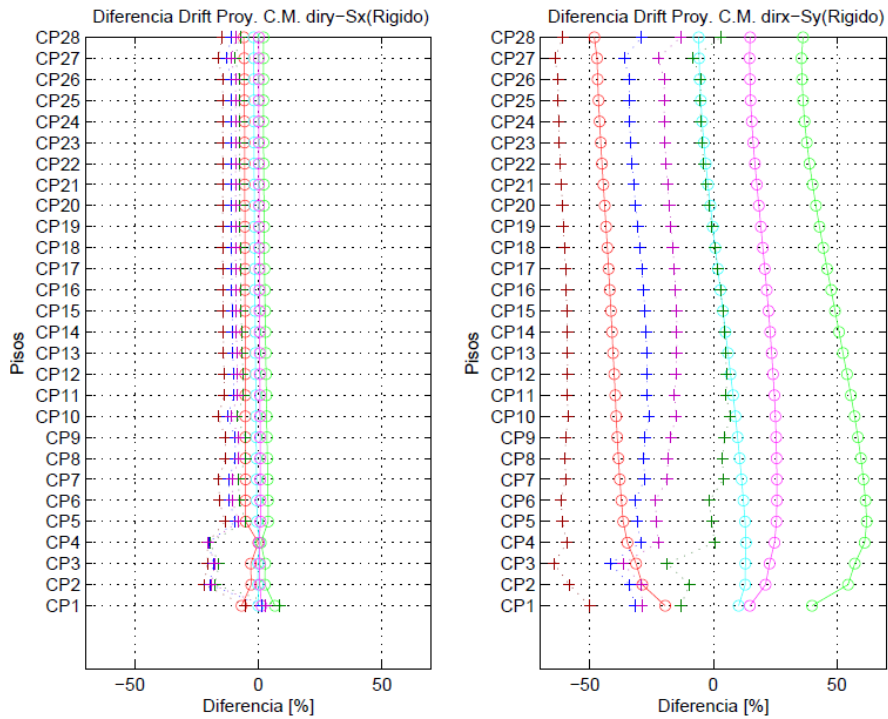 Diferencia Drift Proy. C.M. diry−Sx(Rigido)
CP28
CP27
CP26
CP25
CP24
CP23
CP22
CP21
CP20
CP19
CP18
CP17
CP16
CP15
CP14
CP13
CP12
CP11
CP10
CP9
CP8
CP7
CP6
CP5
CP4
CP3
CP2
CP1
Pisos
−50 0 50
Diferencia [%]
Diferencia Drift Proy. C.M. dirx−Sy(Rigido)
CP28
CP27
CP26
CP25
CP24
CP23
CP22
CP21
CP20
CP19
CP18
CP17
CP16
CP15
CP14
CP13
CP12
CP11
CP10
CP9
CP8
CP7
CP6
CP5
CP4
CP3
CP2
CP1
Pisos
−50 0 50
Diferencia [%]